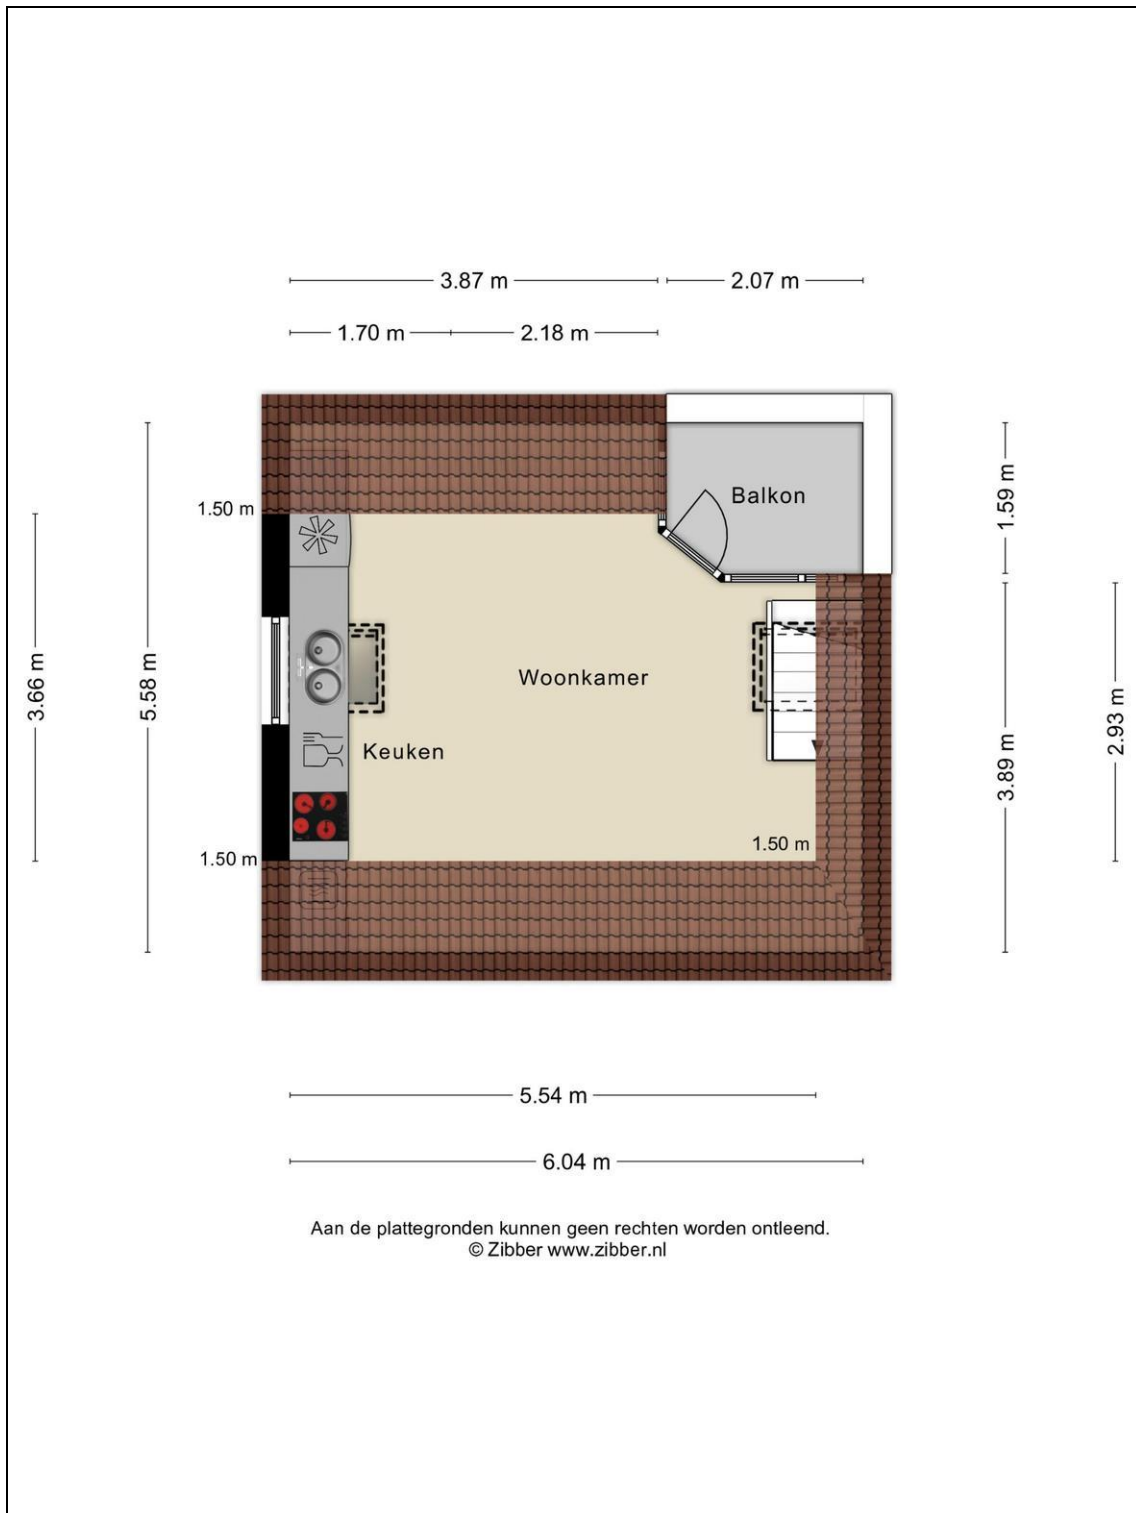 3.87 m
2.07 m
1.70 m
2.18 m
Balkon
1.59 m
1.50 m
3.66 m
5.58 m
Woonkamer
2.93 m
Keuken
3.89 m
1.50 m
1.50 m
5.54 m
6.04 m
Aan de plattegronden kunnen geen rechten worden ontleend.
© Zibber www.zibber.nl